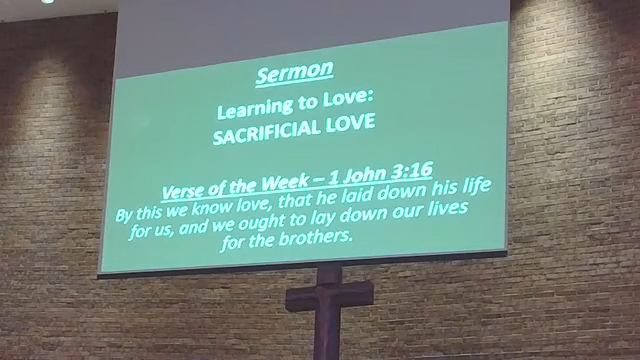 Sermon
Learning to Love:
SACRIFICIAL LOVE
Verse of the Week – 1 John 3:16
By this we know love, that he laid down his life
for us, and we ought to lay down our lives
for the brothers.